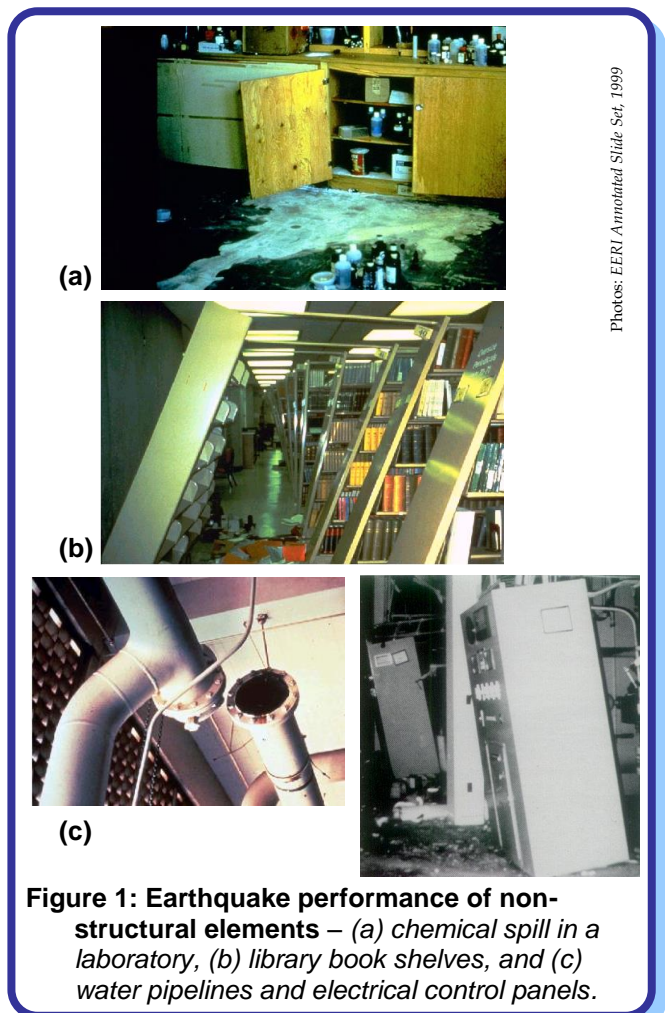 Photos: EERI Annotated Slide Set, 1999
(a)
(b)
(c)
Figure 1: Earthquake performance of non-
structural elements – (a) chemical spill in a
laboratory, (b) library book shelves, and (c)
water pipelines and electrical control panels.